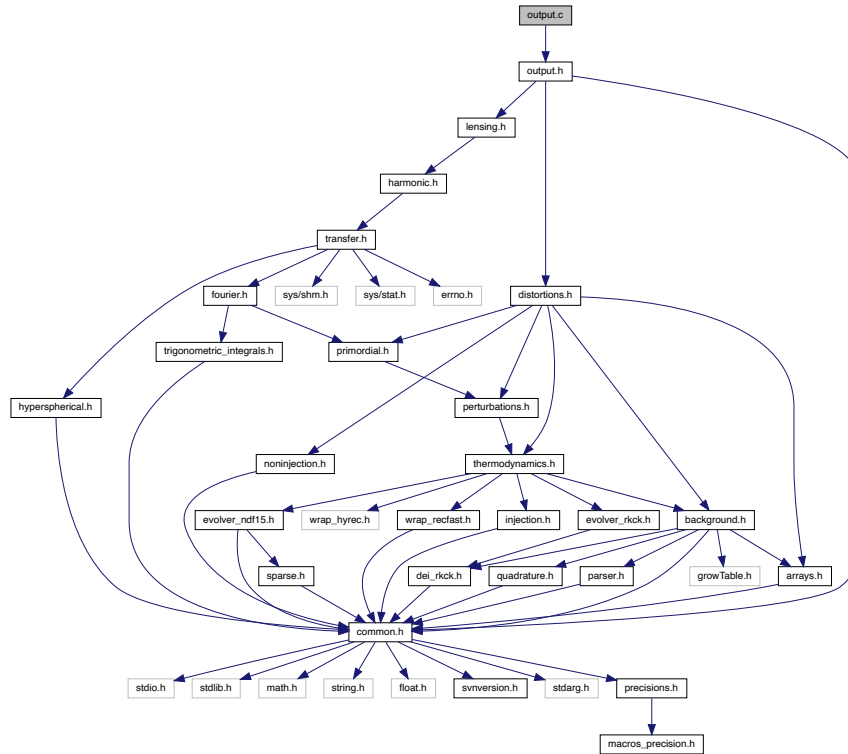 output.c
output.h
lensing.h
harmonic.h
transfer.h
fourier.h
sys/shm.h
sys/stat.h
errno.h
distortions.h
trigonometric_integrals.h
primordial.h
hyperspherical.h
perturbations.h
noninjection.h
thermodynamics.h
evolver_ndf15.h
wrap_hyrec.h
wrap_recfast.h
injection.h
evolver_rkck.h
background.h
sparse.h
dei_rkck.h
quadrature.h
parser.h
growTable.h
arrays.h
common.h
stdio.h
stdlib.h
math.h
string.h
float.h
svnversion.h
stdarg.h
precisions.h
macros_precision.h